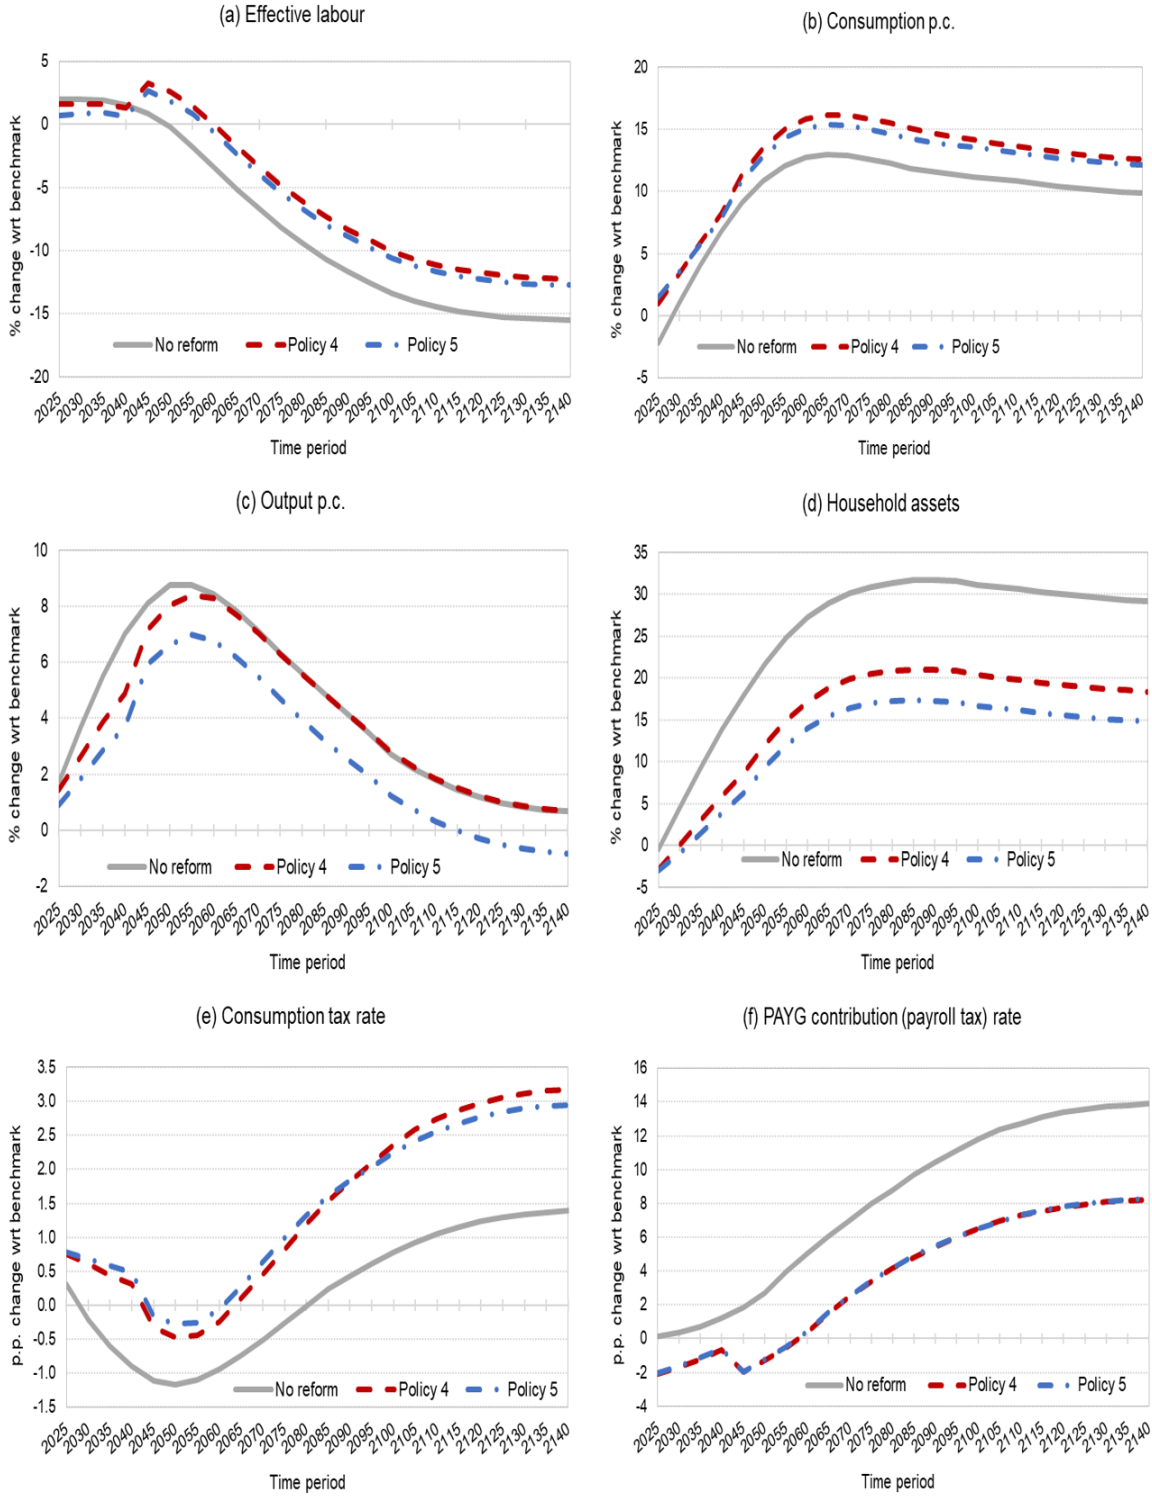 (a) Effective labour
% change wrt benchmark
5
0
-5
-10
-15
-20
No reform
Policy 4
Policy 5
2025 2030 2035 2040 2045 2050 2055 2060 2065 2070 2075 2080 2085 2090 2095 2100 2105 2110 2115 2120 2125 2130 2135 2140
Time period
(b) Consumption p.c.
% change wrt benchmark
20
15
10
5
0
-5
No reform
Policy 4
Policy 5
2025 2030 2035 2040 2045 2050 2055 2060 2065 2070 2075 2080 2085 2090 2095 2100 2105 2110 2115 2120 2125 2130 2135 2140
Time period
(c) Output p.c.
% change wrt benchmark
10
8
6
4
2
0
-2
No reform
Policy 4
Policy 5
2025 2030 2035 2040 2045 2050 2055 2060 2065 2070 2075 2080 2085 2090 2095 2100 2105 2110 2115 2120 2125 2130 2135 2140
Time period
(d) Household assets
% change wrt benchmark
35
30
25
20
15
10
5
0
-5
No reform
Policy 4
Policy 5
2025 2030 2035 2040 2045 2050 2055 2060 2065 2070 2075 2080 2085 2090 2095 2100 2105 2110 2115 2120 2125 2130 2135 2140
Time period
(e) Consumption tax rate
p.p. change wrt benchmark
3.5
3.0
2.5
2.0
1.5
1.0
0.5
0.0
-0.5
-1.0
-1.5
No reform
Policy 4
Policy 5
2025 2030 2035 2040 2045 2050 2055 2060 2065 2070 2075 2080 2085 2090 2095 2100 2105 2110 2115 2120 2125 2130 2135 2140
Time period
(f) PAYG contribution (payroll tax) rate
p.p. change wrt benchmark
16
14
12
10
8
6
4
2
0
-2
-4
No reform
Policy 4
Policy 5
2025 2030 2035 2040 2045 2050 2055 2060 2065 2070 2075 2080 2085 2090 2095 2100 2105 2110 2115 2120 2125 2130 2135 2140
Time period